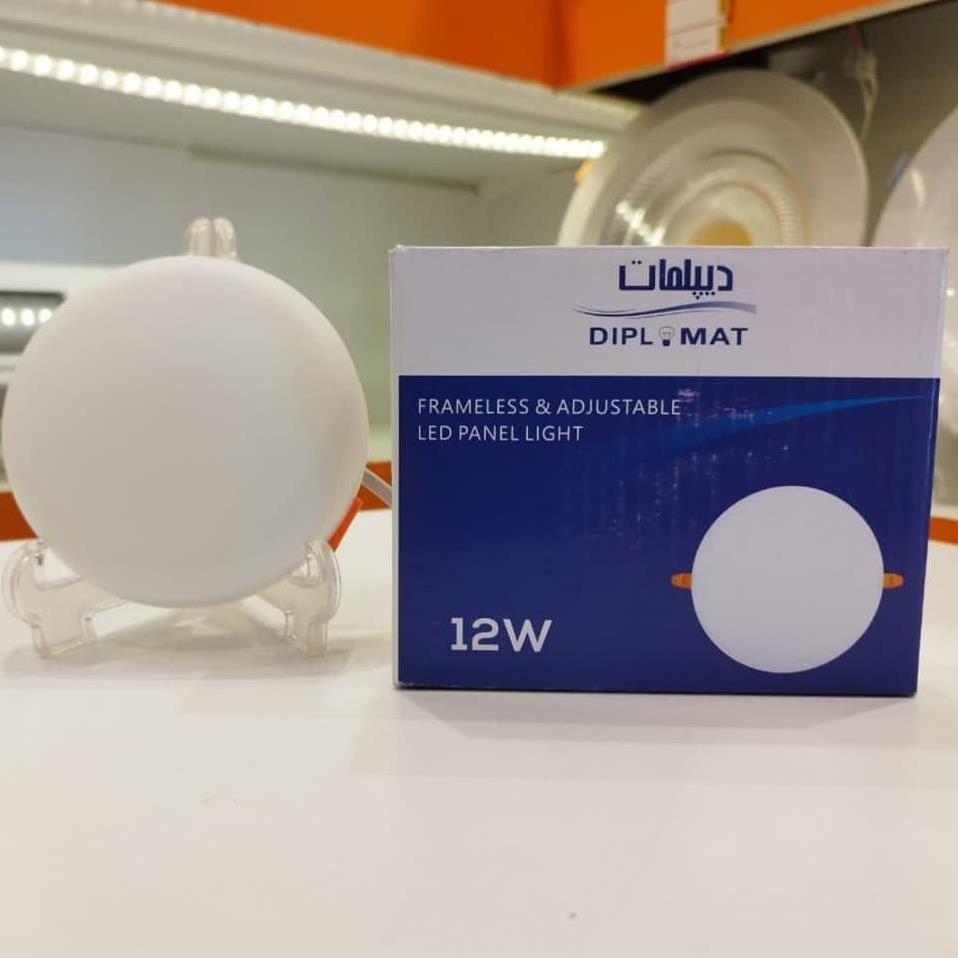 دیپلمات
DIPLOMAT
FRAMELESS & ADJUSTABLE
LED PANEL LIGHT
12W